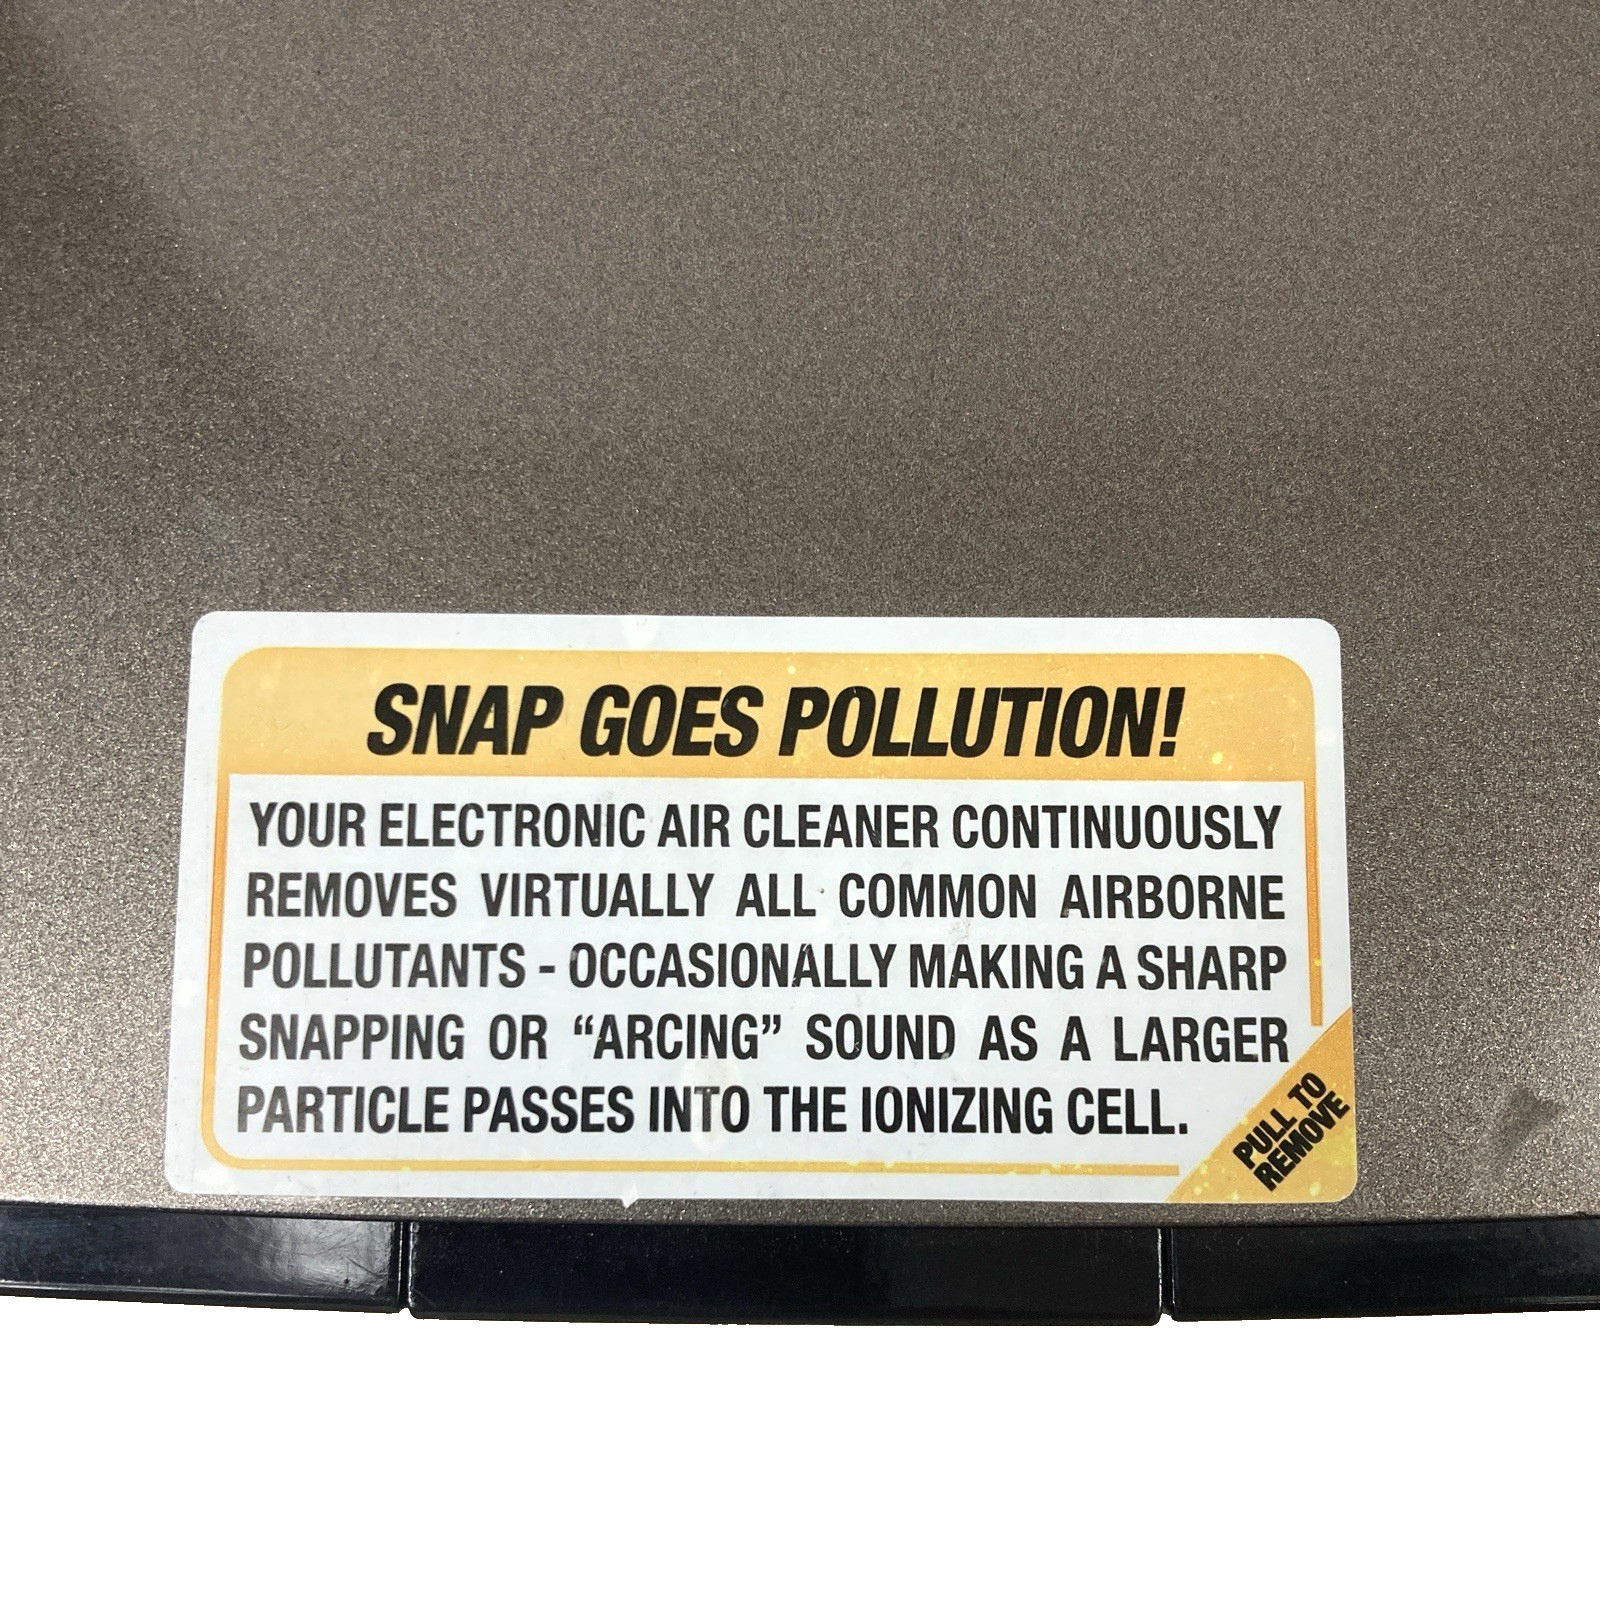 SNAP GOES POLLUTION!
YOUR ELECTRONIC AIR CLEANER CONTINUOUSLY
REMOVES VIRTUALLY ALL COMMON AIRBORNE
POLLUTANTS - OCCASIONALLY MAKING A SHARP
SNAPPING OR “ARCING” SOUND AS A LARGER
PARTICLE PASSES INTO THE IONIZING CELL.
PULL TO
REMOVE